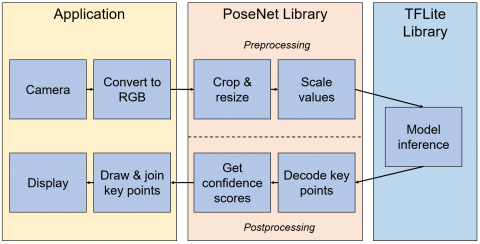 Application
PoseNet Library
TFLite
Library
Preprocessing
Camera
Convert to
RGB
Crop &
resize
Scale
values
Model
inference
Display
Draw & join
key points
Get
confidence
scores
Decode key
points
Postprocessing